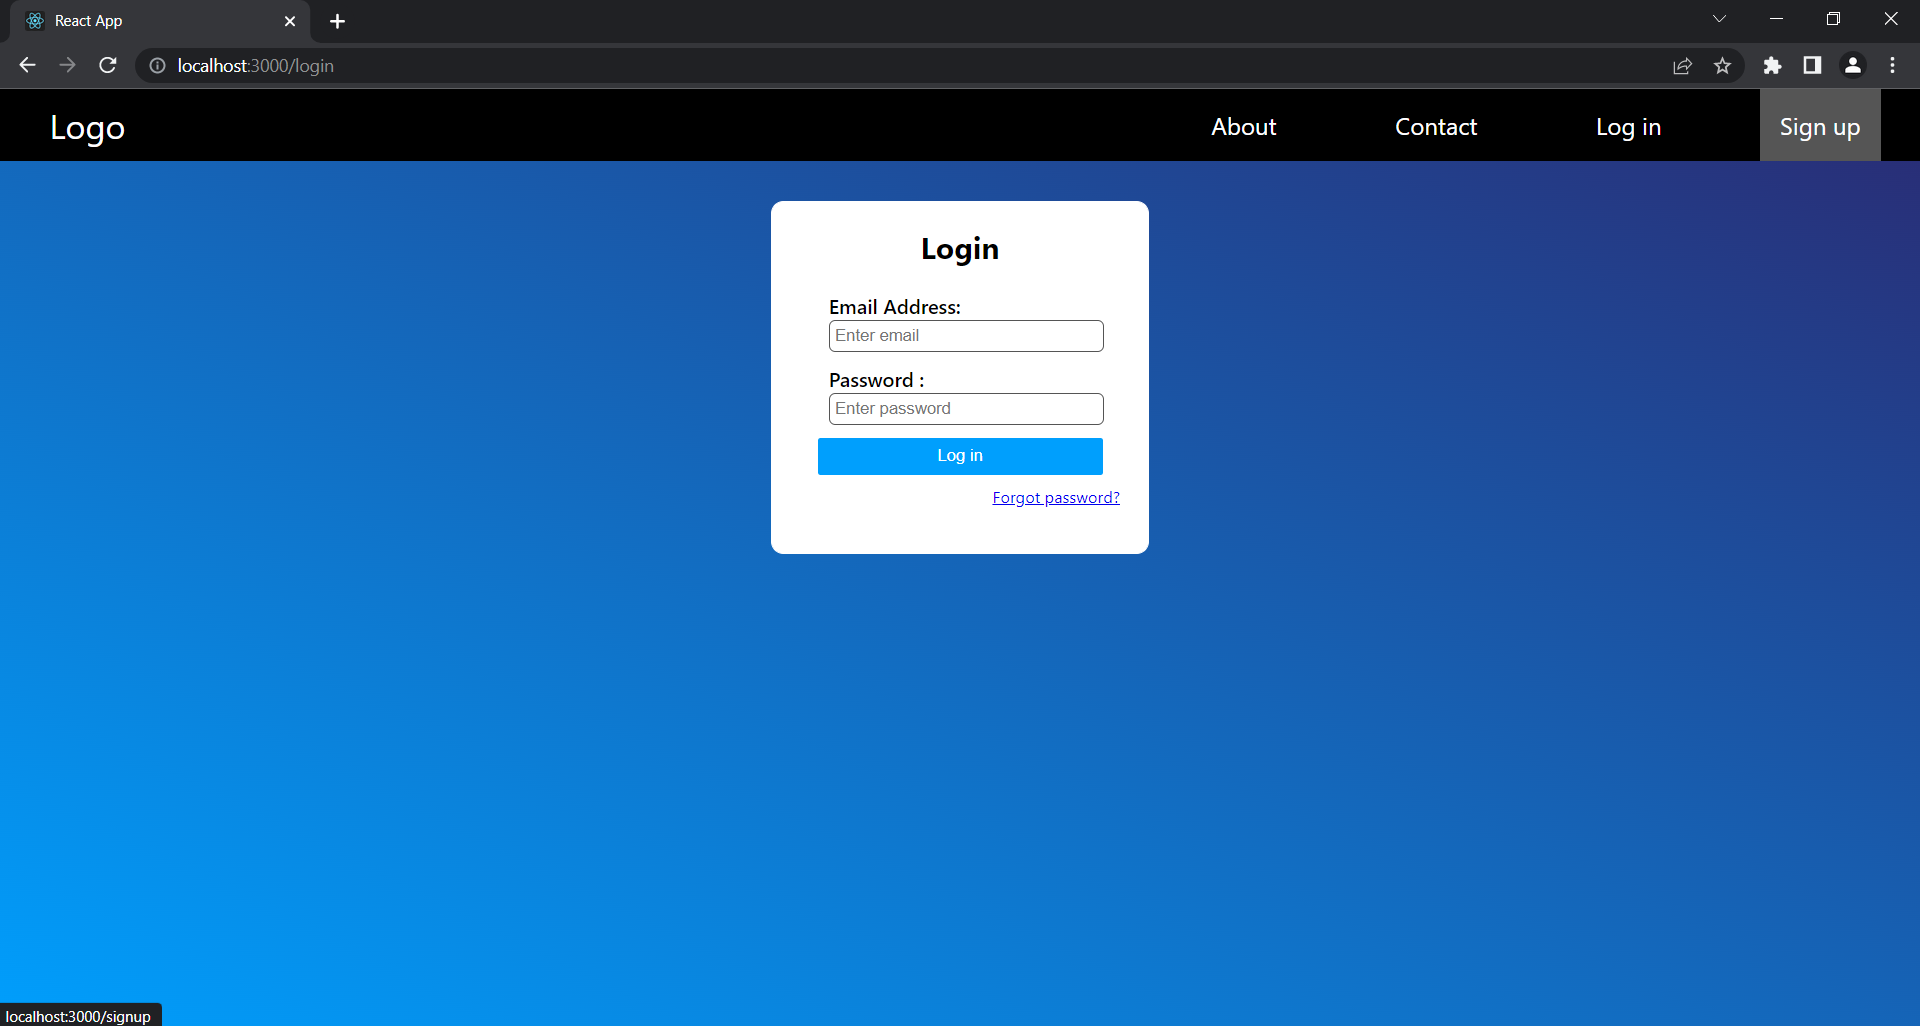 React App
localhost:3000/login
Logo About Contact Log in Sign up
Login
Email Address:
Enter email
Password :
Enter password
Log in
Forgot password?
localhost:3000/signup